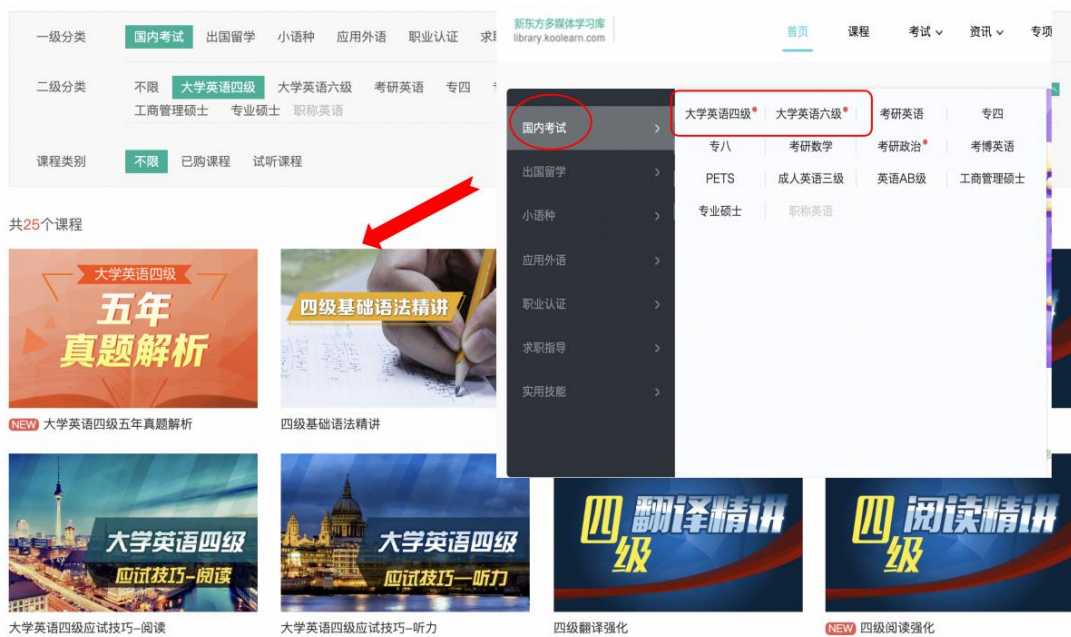 一级分类 国内考试 出国留学 小语种 应用外语 职业认证
二级分类 不限 大学英语四级 大学英语六级 考研英语 专四
工商管理硕士 专业硕士 职称英语
课程类别 不限 已购课程 试听课程
共25个课程
大学英语四级
五年
真题解析
NEW 大学英语四级五年真题解析
四级基础语法精讲
四级基础语法精讲
新东方多媒体学习库
library.koolearn.com
首页 课程 考试 资讯 专项
国内考试
出国留学
小语种
应用外语
职业认证
求职指导
实用技能
大学英语四级 大学英语六级 考研英语 专四
专八 考研数学 考研政治 考博英语
PETS 成人英语三级 英语AB级 工商管理硕士
专业硕士 职称英语
大学英语四级
应试技巧-阅读
大学英语四级应试技巧-阅读
大学英语四级
应试技巧—听力
大学英语四级应试技巧-听力
四级 翻译精讲
四级翻译强化
四级 阅读精讲
NEW 四级阅读强化